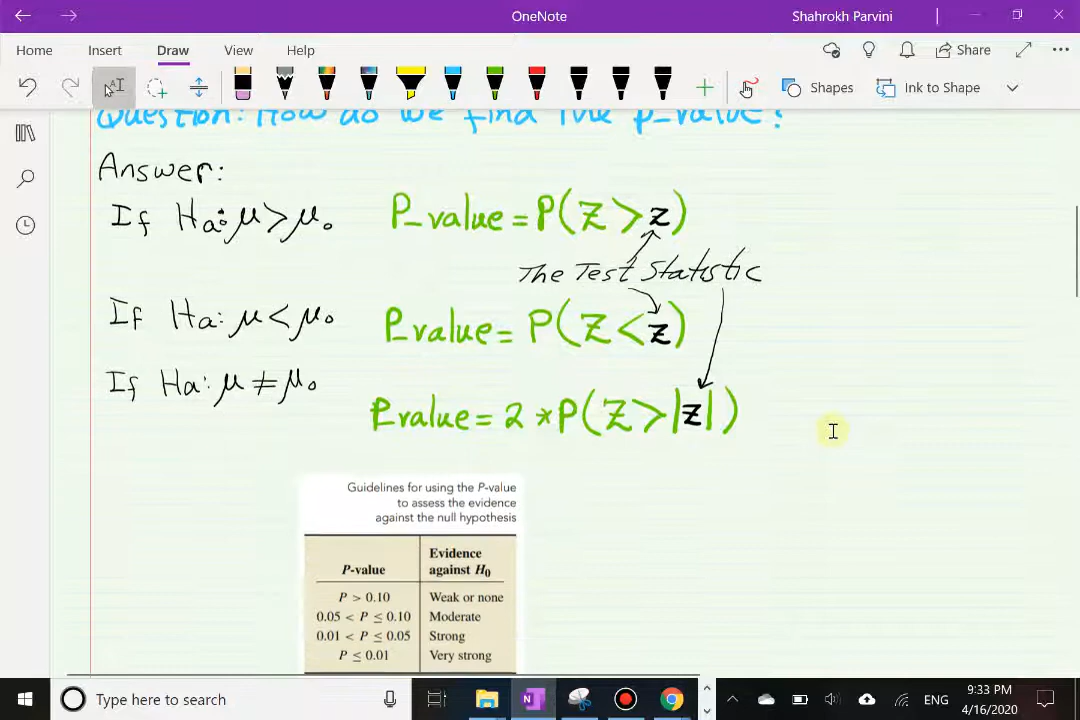 OneNote
Shahrokh Parvini
Home Insert Draw View Help
Share
Shapes
Ink to Shape
Question: How do we find the p_value?
Answer:
If Ha: μ > μ₀ P_value = P(Z > z)
The Test Statistic
If Ha: μ < μ₀ P_value = P(Z < z)
If Ha: μ ≠ μ₀
P_value = 2 * P(Z > |z|)
Guidelines for using the P-value
to assess the evidence
against the null hypothesis
P-value Evidence against H₀
P > 0.10 Weak or none
0.05 < P ≤ 0.10 Moderate
0.01 < P ≤ 0.05 Strong
P ≤ 0.01 Very strong
Type here to search
ENG
9:33 PM
4/16/2020